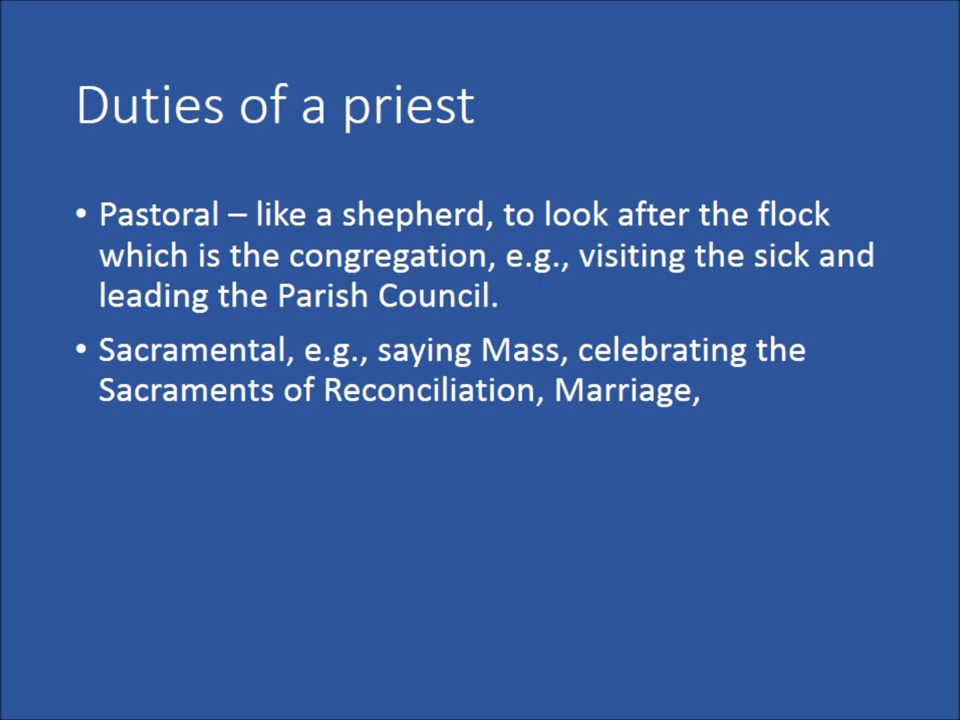 Duties of a priest
• Pastoral – like a shepherd, to look after the flock
which is the congregation, e.g., visiting the sick and
leading the Parish Council.
• Sacramental, e.g., saying Mass, celebrating the
Sacraments of Reconciliation, Marriage,